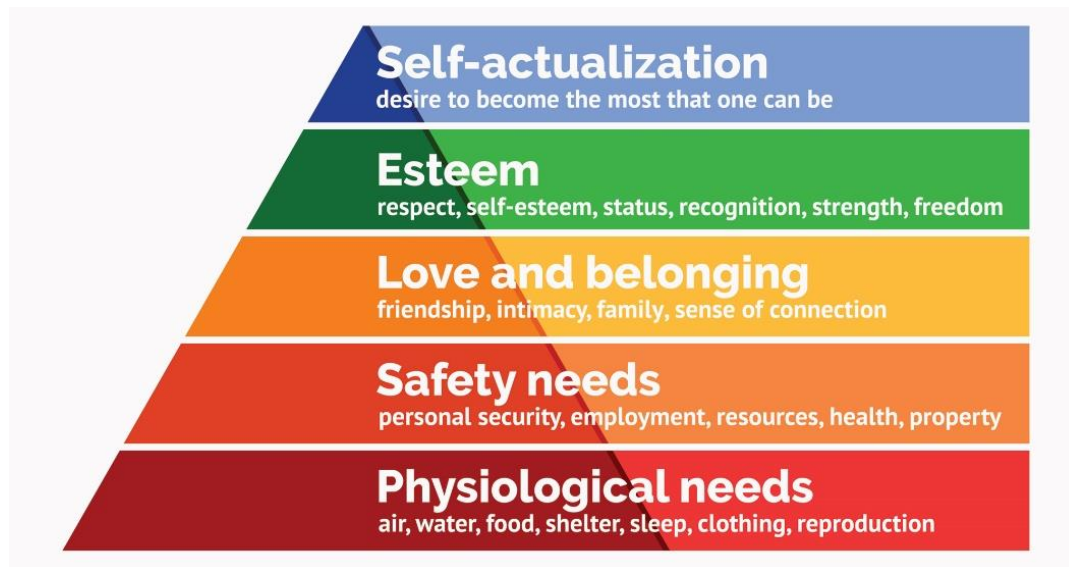 Self-actualization
desire to become the most that one can be
Esteem
respect, self-esteem, status, recognition, strength, freedom
Love and belonging
friendship, intimacy, family, sense of connection
Safety needs
personal security, employment, resources, health, property
Physiological needs
air, water, food, shelter, sleep, clothing, reproduction